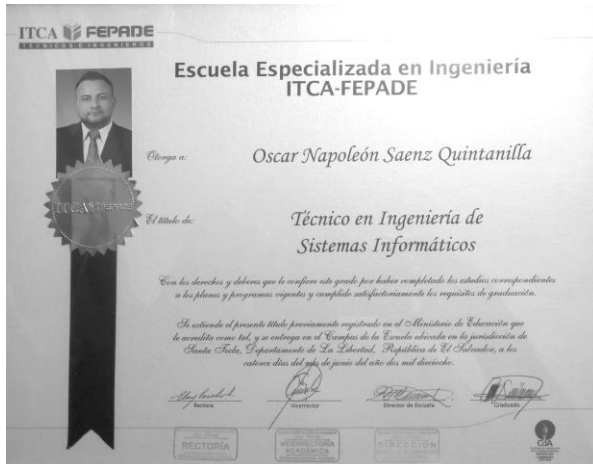 ITCA FEPADE
TÉCNICOS E INGENIEROS
Escuela Especializada en Ingeniería
ITCA-FEPADE
Otorga a:
Oscar Napoleón Saenz Quintanilla
ITCA FEPADE
El título de:
Técnico en Ingeniería de
Sistemas Informáticos
Con los derechos y deberes que le confiere este grado por haber completado los estudios correspondientes
a los planes y programas vigentes y cumplido satisfactoriamente los requisitos de graduación.
Se extiende el presente título previamente registrado en el Ministerio de Educación que
le acredita como tal, y se entrega en el Campus de la Escuela ubicada en la jurisdicción de
Santa Tecla, Departamento de La Libertad, República de El Salvador, a los
catorce días del mes de junio del año dos mil dieciocho.
Rectora
Vicerrector
Director de Escuela
Graduado
RECTORÍA
VICERRECTORÍA
ACADÉMICA
DIRECCIÓN
CdA